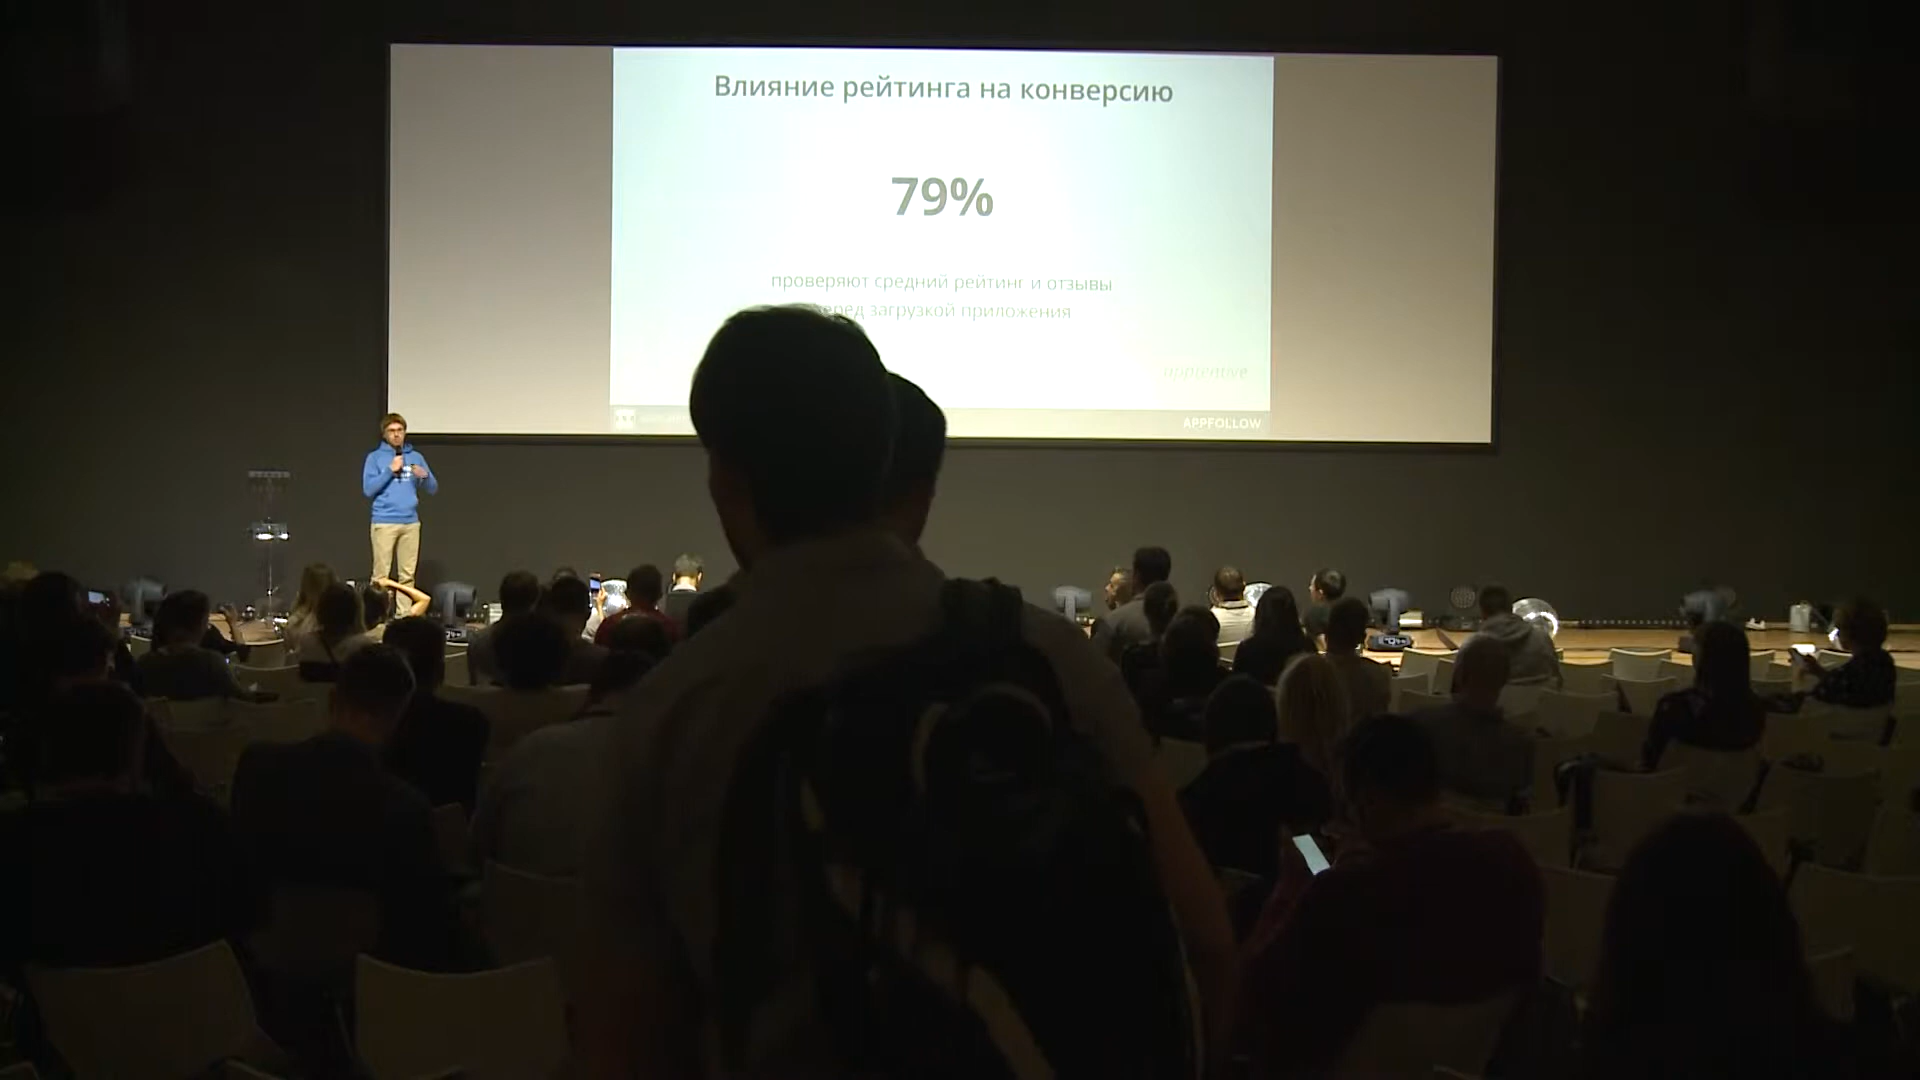 Влияние рейтинга на конверсию
79%
проверяют средний рейтинг и отзывы
перед загрузкой приложения
apptentive
APPFOLLOW